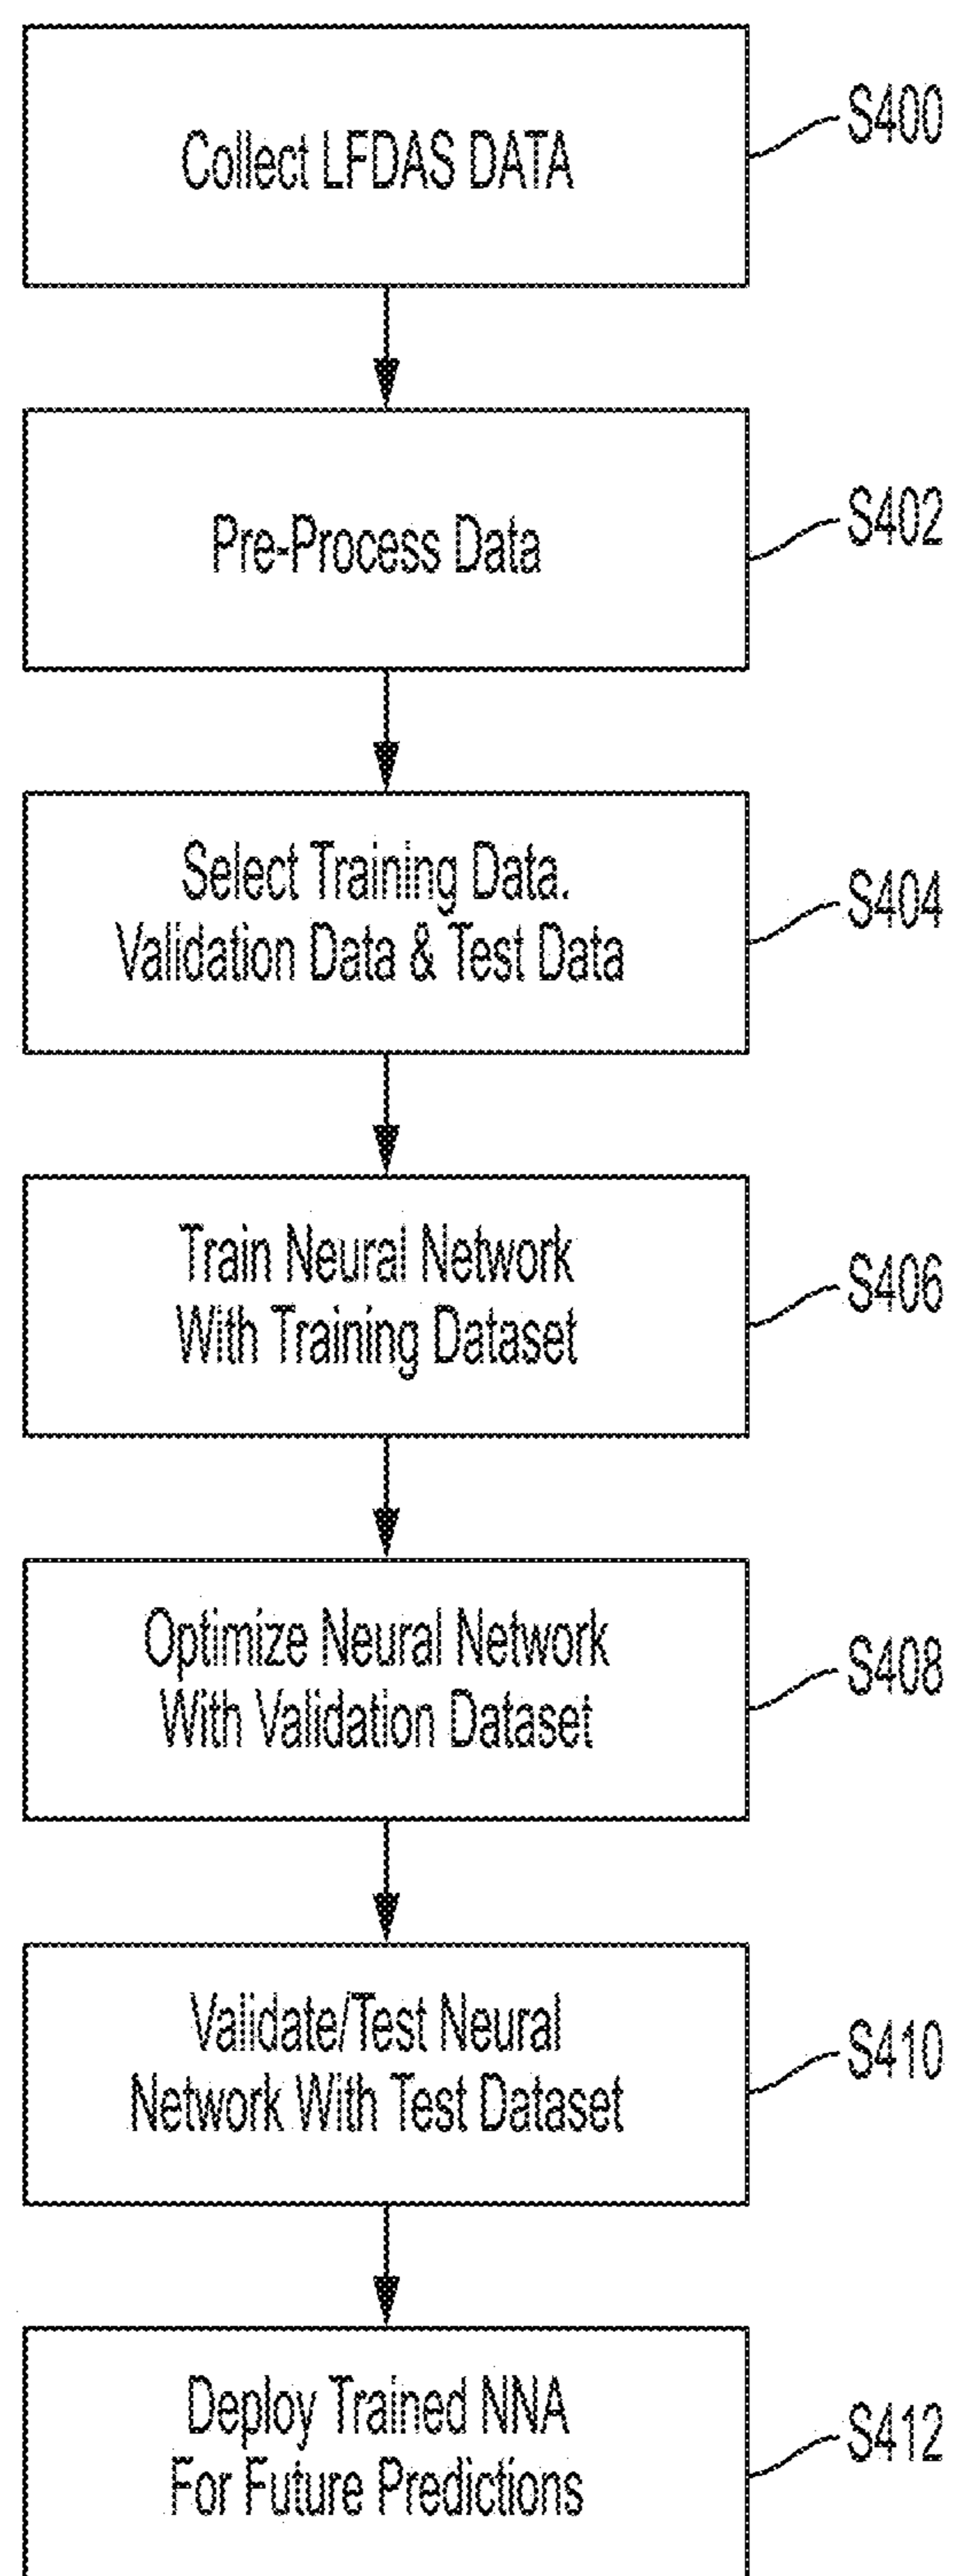 Collect LFDAS DATA
S400
Pre-Process Data
S402
Select Training Data.
Validation Data & Test Data
S404
Train Neural Network
With Training Dataset
S406
Optimize Neural Network
With Validation Dataset
S408
Validate/Test Neural
Network With Test Dataset
S410
Deploy Trained NNA
For Future Predictions
S412